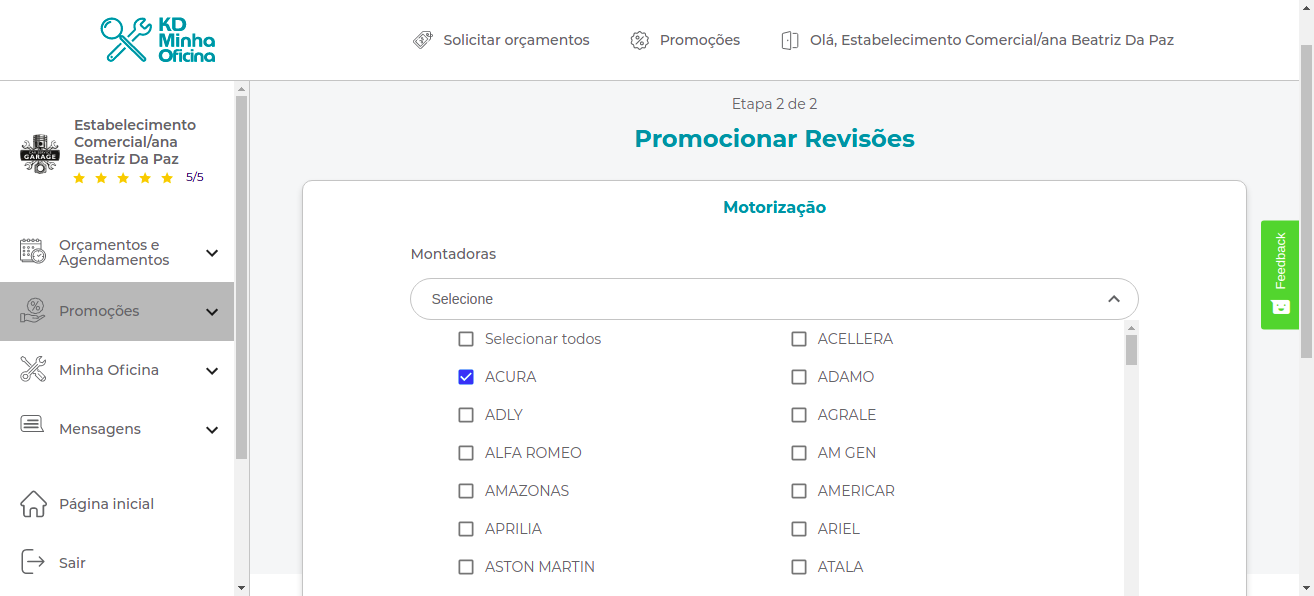 KD
Minha
Oficina
Solicitar orçamentos
Promoções
Olá, Estabelecimento Comercial/ana Beatriz Da Paz
GARAGE
Estabelecimento
Comercial/ana
Beatriz Da Paz
5/5
Orçamentos e
Agendamentos
Promoções
Minha Oficina
Mensagens
Página inicial
Sair
Etapa 2 de 2
Promocionar Revisões
Motorização
Montadoras
Selecione
Selecionar todos
ACELLERA
ACURA
ADAMO
ADLY
AGRALE
ALFA ROMEO
AM GEN
AMAZONAS
AMERICAR
APRILIA
ARIEL
ASTON MARTIN
ATALA
Feedback